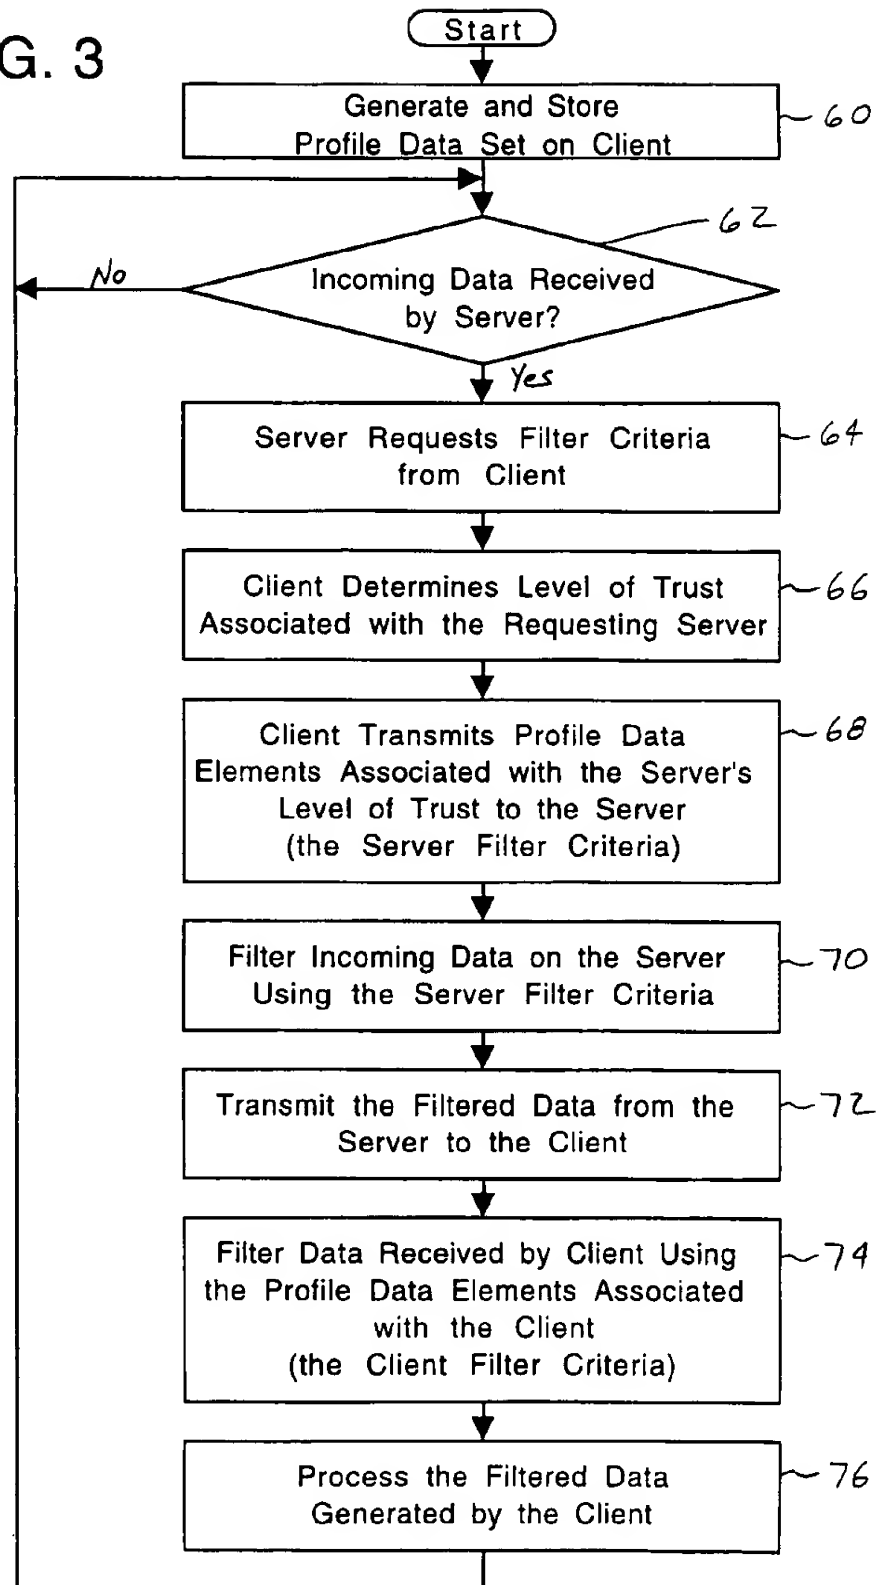 G. 3
Start
Generate and Store
Profile Data Set on Client
60
62
Incoming Data Received
by Server?
No
Yes
Server Requests Filter Criteria
from Client
64
Client Determines Level of Trust
Associated with the Requesting Server
66
Client Transmits Profile Data
Elements Associated with the Server's
Level of Trust to the Server
(the Server Filter Criteria)
68
Filter Incoming Data on the Server
Using the Server Filter Criteria
70
Transmit the Filtered Data from the
Server to the Client
72
Filter Data Received by Client Using
the Profile Data Elements Associated
with the Client
(the Client Filter Criteria)
74
Process the Filtered Data
Generated by the Client
76